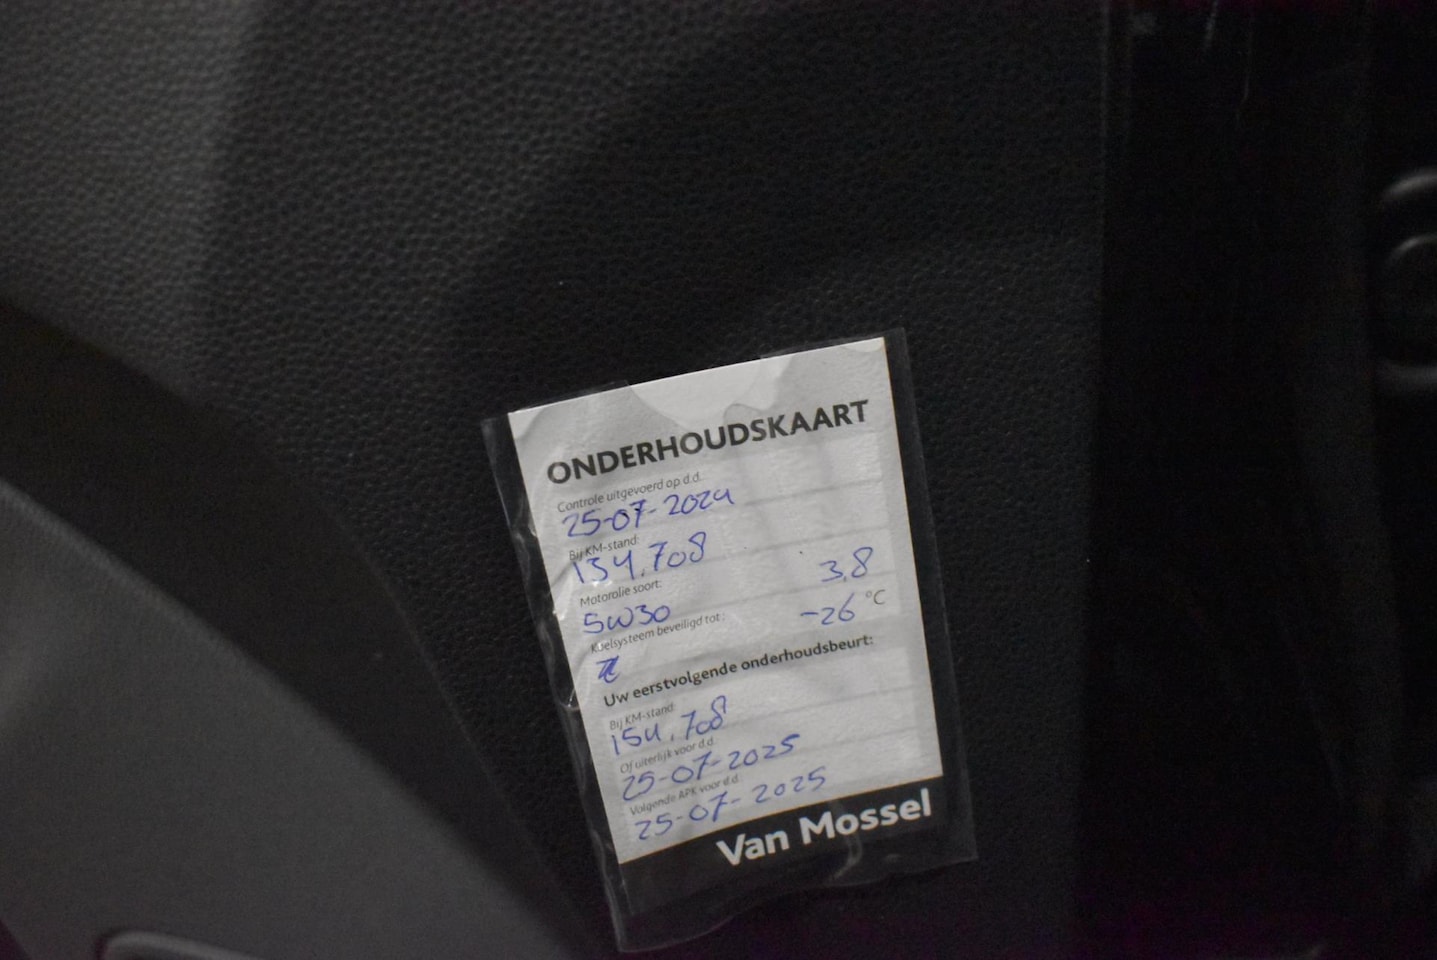 ONDERHOUDSKAART
Controle uitgevoerd op d.d.
25-07-2024
Bij KM-stand:
134.708
Motorolie soort:
5W30 3.8
Koelsysteem beveiligd tot: -26 °C
Uw eerstvolgende onderhoudsbeurt:
Bij KM-stand:
154.708
Of uiterlijk voor d.d.
25-07-2025
Volgende APK voor d.d.
25-07-2025
Van Mossel